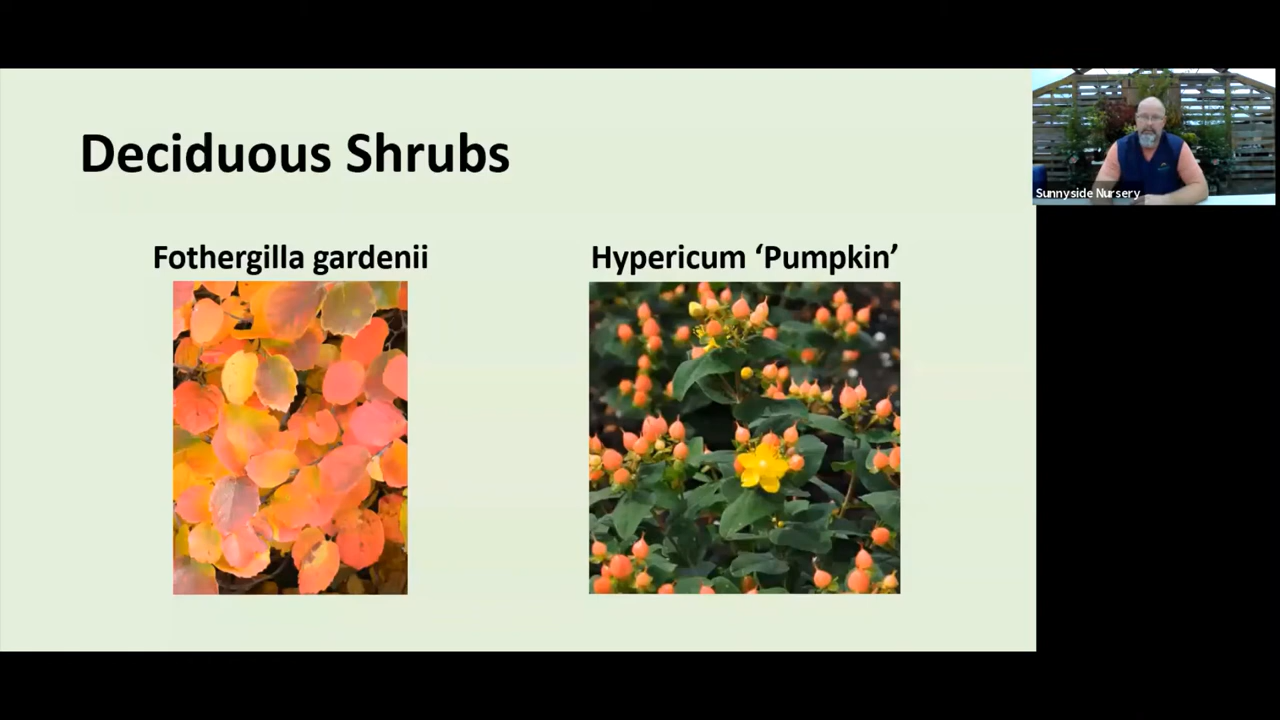 Deciduous Shrubs
Fothergilla gardenii
Hypericum ‘Pumpkin’
Sunnyside Nursery